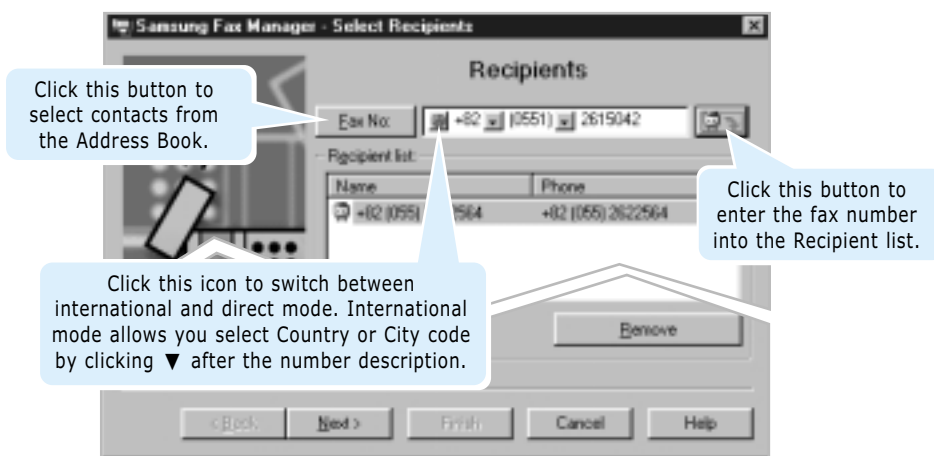 Samsung Fax Manager - Select Recipients
Recipients
Click this button to
select contacts from
the Address Book.
Fax No:
+82 (0551) 2615042
Recipient list:
Name Phone
+82 (055) 2564 +82 (055) 2622564
Click this button to
enter the fax number
into the Recipient list.
Click this icon to switch between
international and direct mode. International
mode allows you select Country or City code
by clicking ▼ after the number description.
Remove
< Back Next > Finish Cancel Help